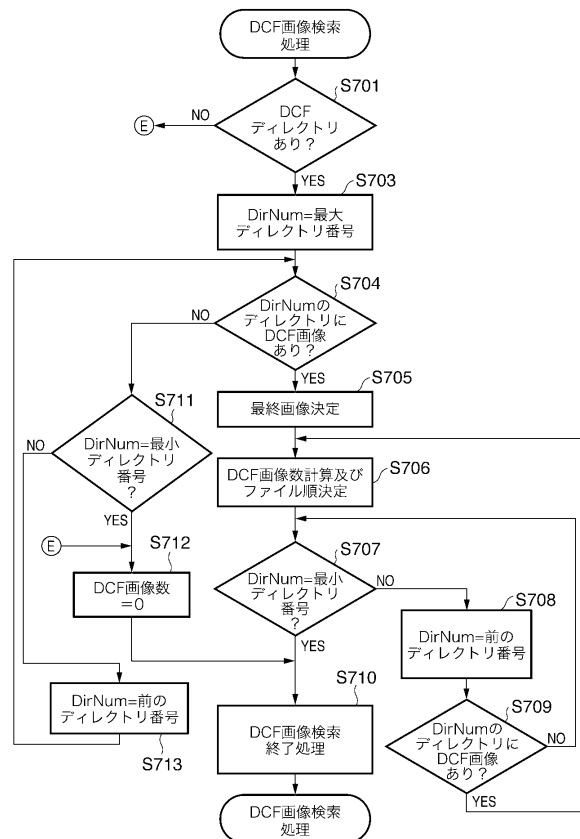 DCF画像検索
処理
S701
DCF
ディレクトリ
あり？
NO
E
YES
S703
DirNum=最大
ディレクトリ番号
S704
DirNumの
ディレクトリに
DCF画像
あり？
NO
YES
S705
最終画像決定
S711
DirNum=最小
ディレクトリ
番号
？
NO
YES
S706
DCF画像数計算及び
ファイル順決定
E
S712
DCF画像数
=0
S707
DirNum=最小
ディレクトリ
番号
？
NO
YES
S708
DirNum=前の
ディレクトリ番号
S709
DirNumの
ディレクトリに
DCF画像
あり？
NO
YES
DirNum=前の
ディレクトリ番号
S713
S710
DCF画像検索
終了処理
DCF画像検索
処理